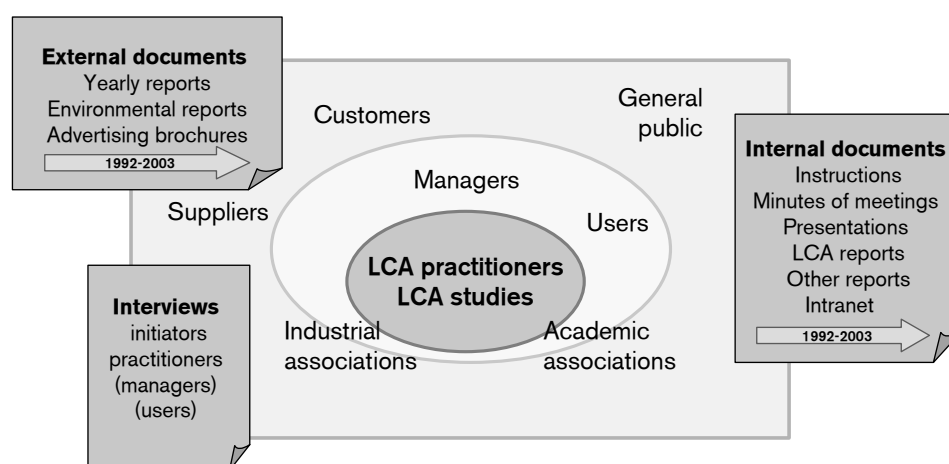 External documents
Yearly reports
Environmental reports
Advertising brochures
1992-2003
Customers
General
public
Managers
Suppliers
Users
LCA practitioners
LCA studies
Industrial
associations
Academic
associations
Internal documents
Instructions
Minutes of meetings
Presentations
LCA reports
Other reports
Intranet
1992-2003
Interviews
initiators
practitioners
(managers)
(users)